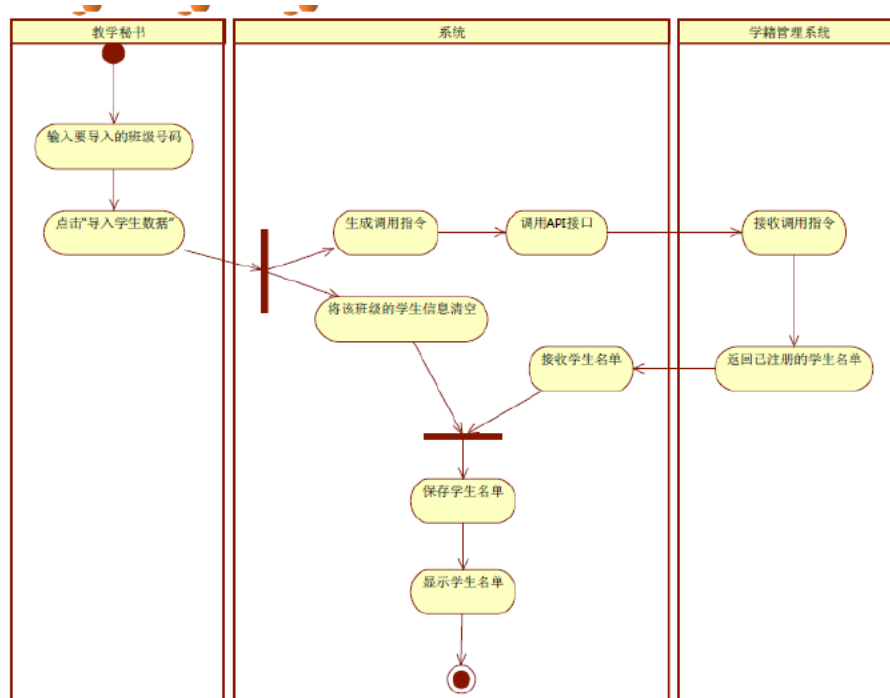 教学秘书
系统
学籍管理系统
输入要导入的班级号码
点击"导入学生数据"
生成调用指令
调用API接口
接收调用指令
将该班级的学生信息清空
接收学生名单
返回已注册的学生名单
保存学生名单
显示学生名单